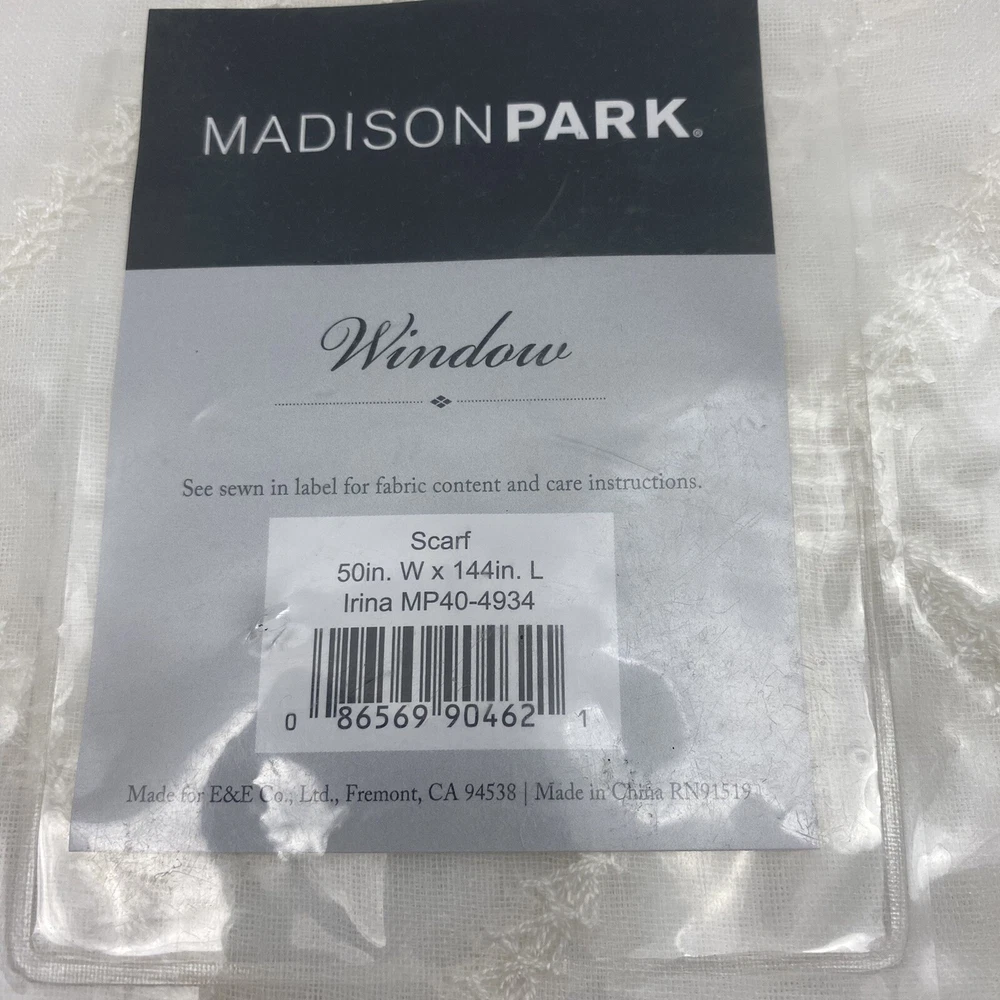 MADISONPARK®
Window
See sewn in label for fabric content and care instructions.
Scarf
50in. W x 144in. L
Irina MP40-4934
0 86569 90462 1
Made for E&E Co., Ltd., Fremont, CA 94538 | Made in China RN91519